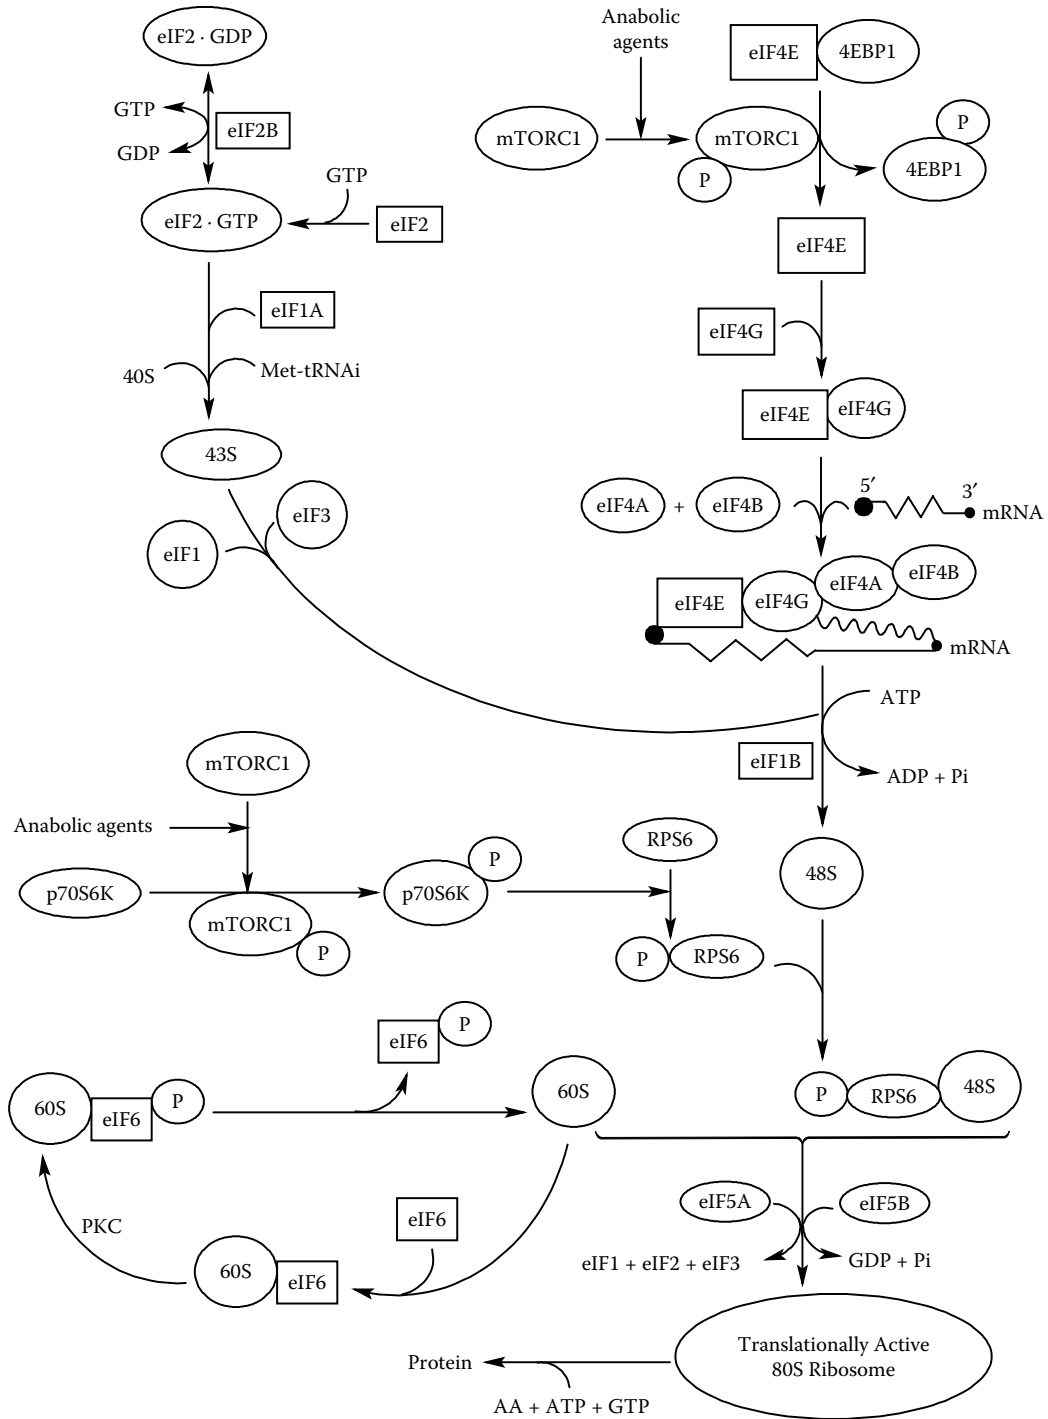 eIF2 · GDP
GTP
eIF2B
GDP
GTP
eIF2 · GTP
eIF2
eIF1A
40S
Met-tRNAi
43S
eIF3
eIF1
Anabolic
agents
eIF4E
4EBP1
mTORC1
mTORC1
P
P
4EBP1
eIF4E
eIF4G
eIF4E
eIF4G
eIF4A
+
eIF4B
5′
3′
mRNA
eIF4E
eIF4G
eIF4A
eIF4B
mRNA
ATP
eIF1B
ADP + Pi
48S
mTORC1
Anabolic agents
p70S6K
mTORC1
P
p70S6K
P
RPS6
P
RPS6
P
RPS6
48S
60S
eIF6
P
eIF6
P
60S
PKC
eIF6
60S
eIF6
eIF5A
eIF5B
eIF1 + eIF2 + eIF3
GDP + Pi
Translationally Active
80S Ribosome
Protein
AA + ATP + GTP